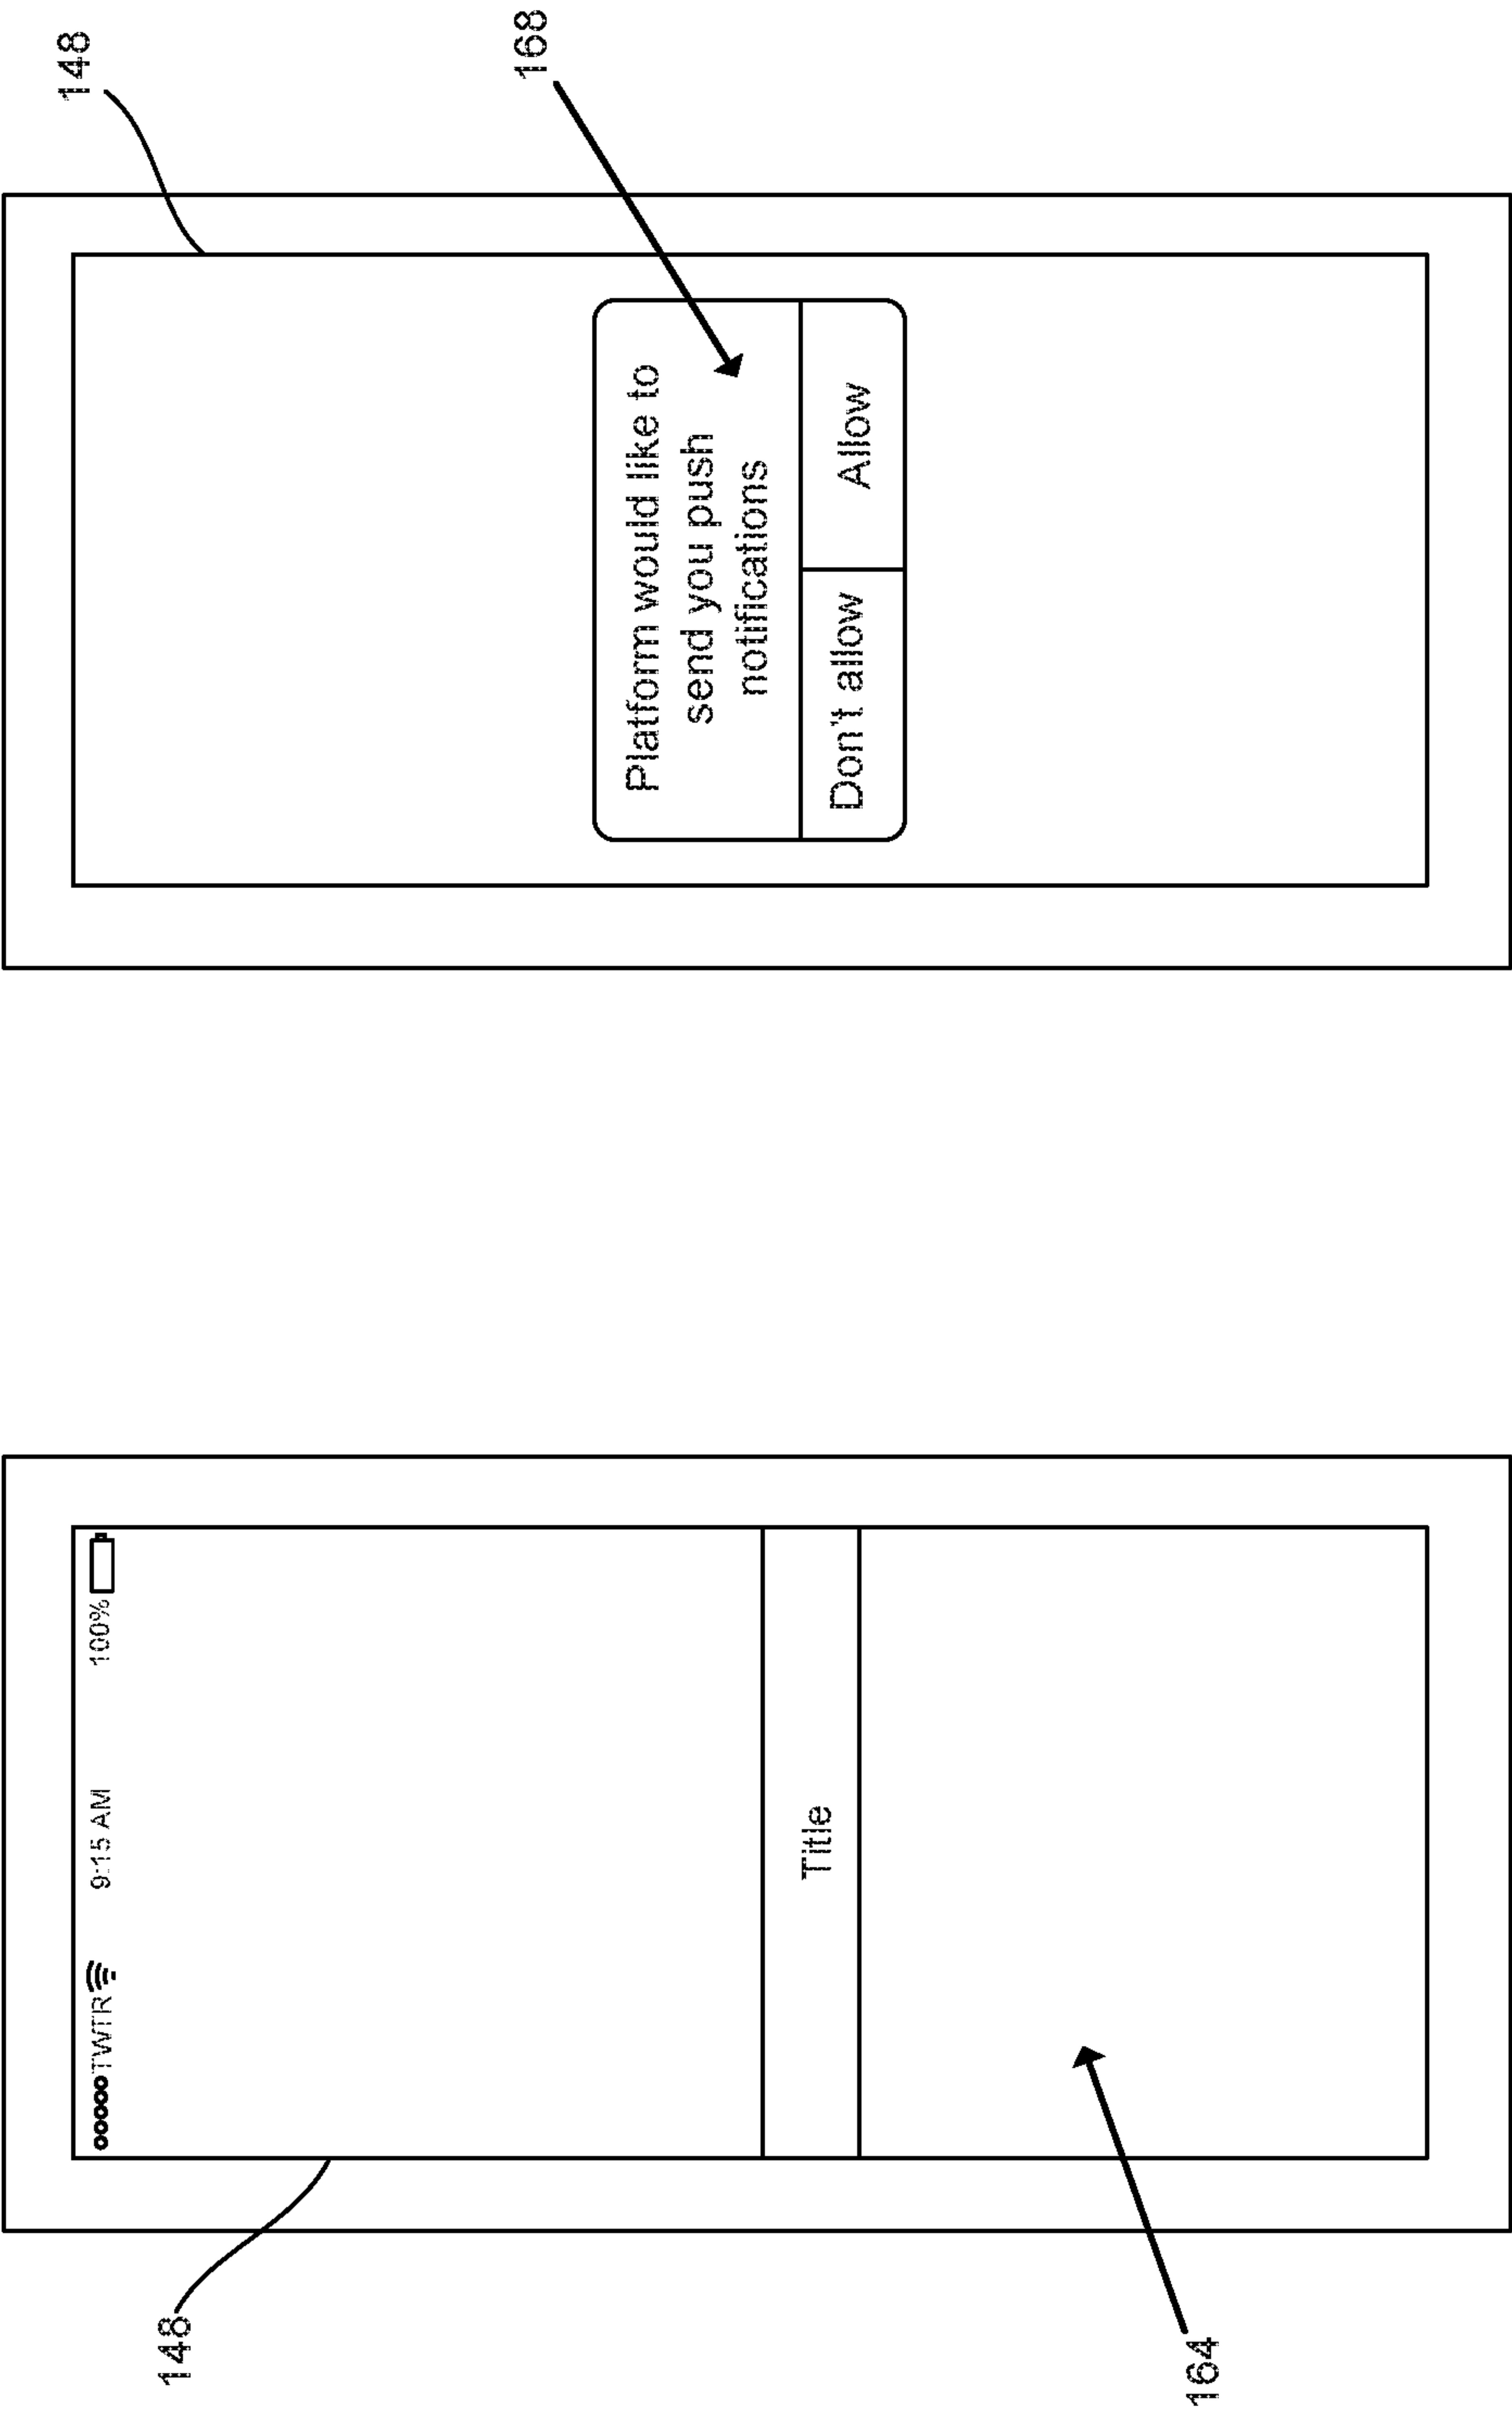 148
●●●●●TWTR 9:15 AM 100%
Title
164
148
168
Platform would like to
send you push
notifications
Don't allow Allow